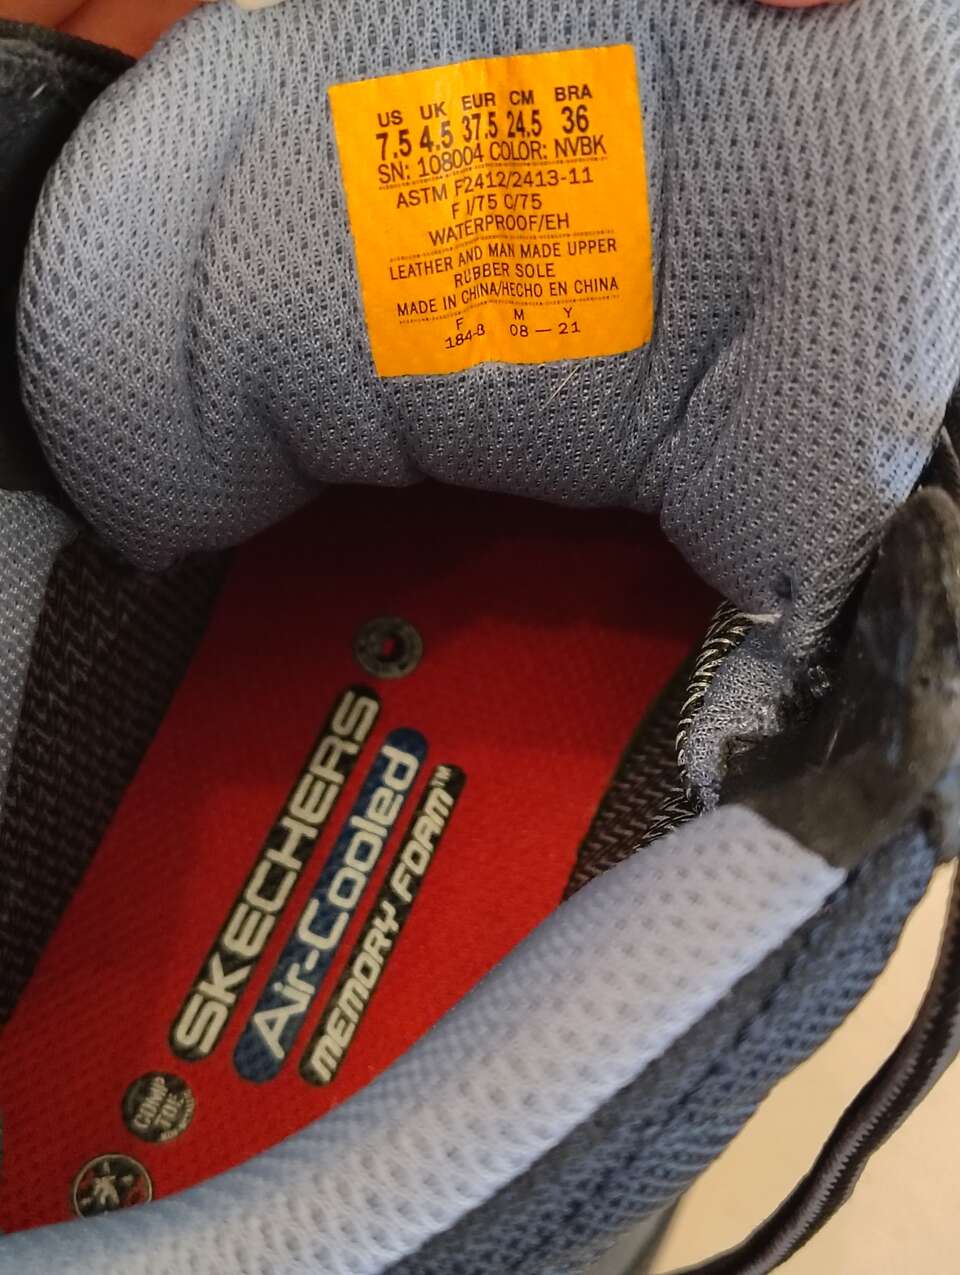 US UK EUR CM BRA
7.5 4.5 37.5 24.5 36
SN: 108004 COLOR: NVBK
ASTM F2412/2413-11
F I/75 C/75
WATERPROOF/EH
LEATHER AND MAN MADE UPPER
RUBBER SOLE
MADE IN CHINA/HECHO EN CHINA
F M Y
184-B 08 — 21
SKECHERS
Air-Cooled
MEMORY FOAM™
COMP
TOE